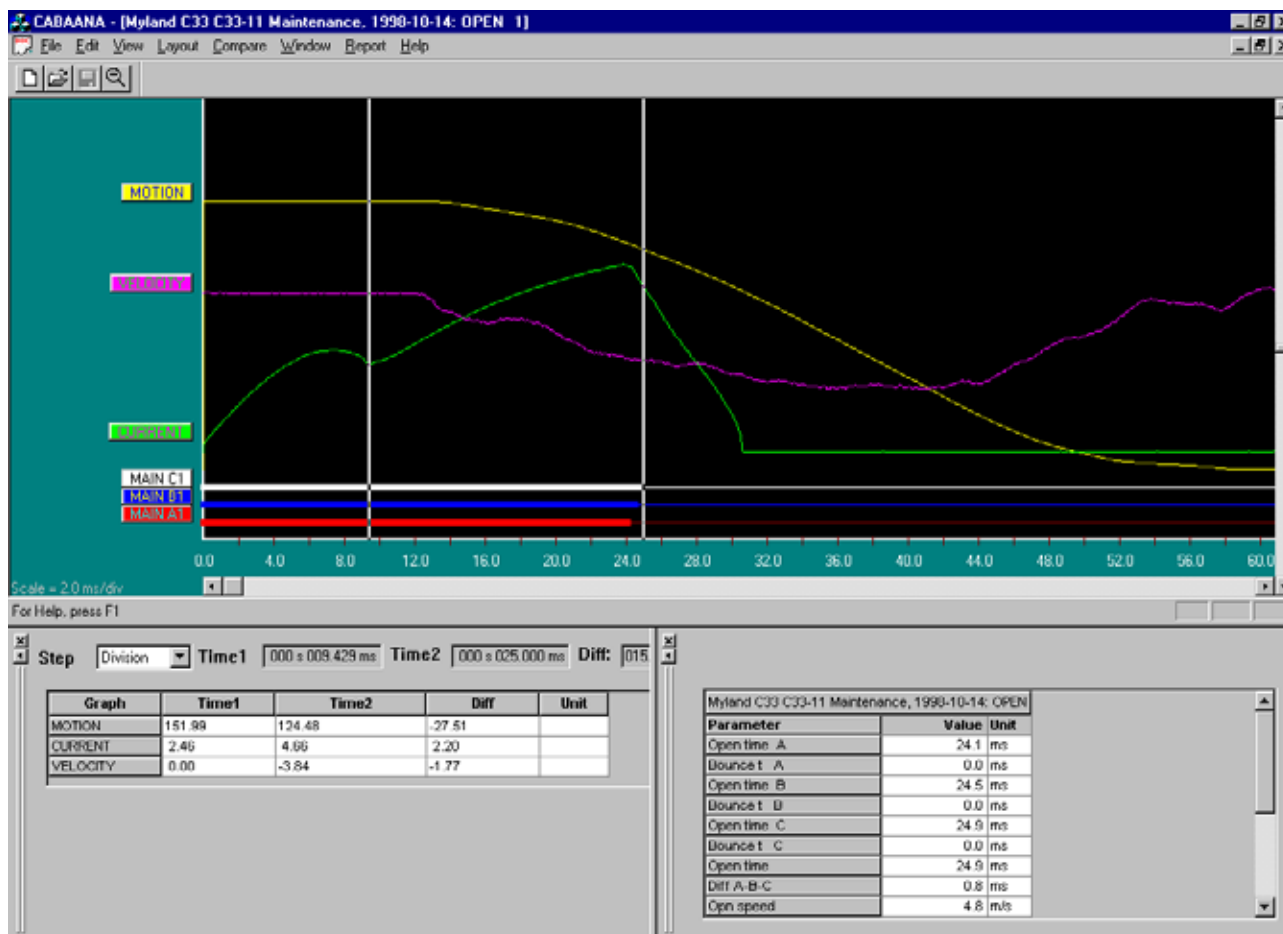 CABAANA - [Myland C33 C33-11 Maintenance, 1998-10-14: OPEN 1]
File Edit View Layout Compare Window Report Help
MOTION
VELOCITY
CURRENT
MAIN C1
MAIN B1
MAIN A1
0.0 4.0 8.0 12.0 16.0 20.0 24.0 28.0 32.0 36.0 40.0 44.0 48.0 52.0 56.0 60.0
Scale = 2.0 ms/div
For Help, press F1
Step Division Time1 000 s 009.429 ms Time2 000 s 025.000 ms Diff: 015.
Graph Time1 Time2 Diff Unit
MOTION 151.99 124.48 -27.51
CURRENT 2.46 4.66 2.20
VELOCITY 0.00 -3.84 -1.77
Myland C33 C33-11 Maintenance, 1998-10-14: OPEN
Parameter Value Unit
Open time A 24.1 ms
Bounce t A 0.0 ms
Open time B 24.5 ms
Bounce t B 0.0 ms
Open time C 24.9 ms
Bounce t C 0.0 ms
Open time 24.9 ms
Diff A-B-C 0.8 ms
Opn speed 4.8 m/s